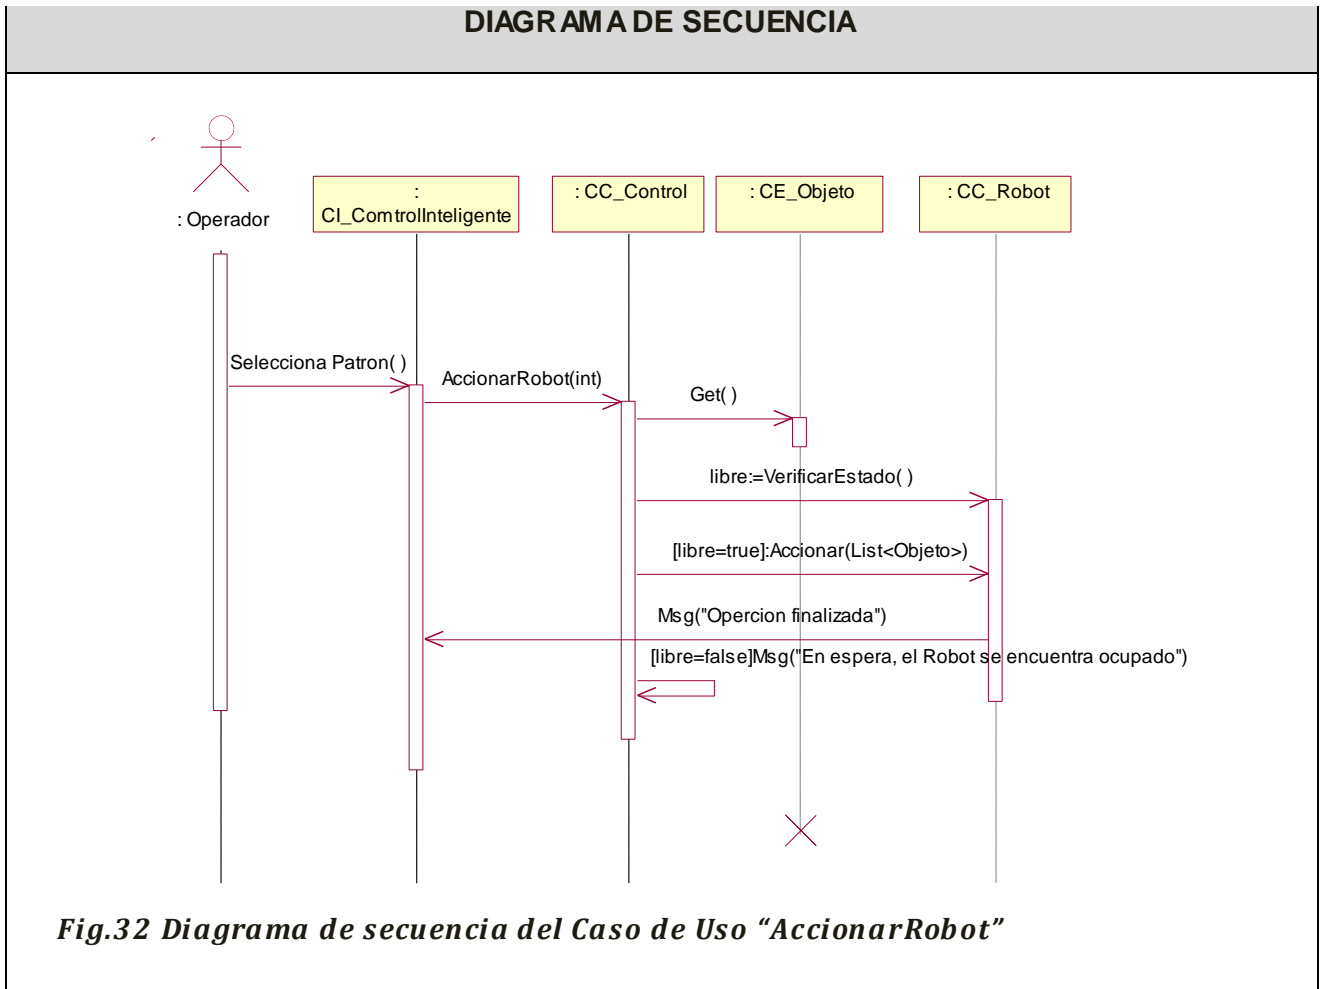 DIAGRAMA DE SECUENCIA
: Operador
:
CI_ComtrolInteligente
: CC_Control
: CE_Objeto
: CC_Robot
Selecciona Patron( )
AccionarRobot(int)
Get( )
libre:=VerificarEstado( )
[libre=true]:Accionar(List<Objeto>)
Msg("Opercion finalizada")
[libre=false]Msg("En espera, el Robot se encuentra ocupado")
Fig.32 Diagrama de secuencia del Caso de Uso “AccionarRobot”